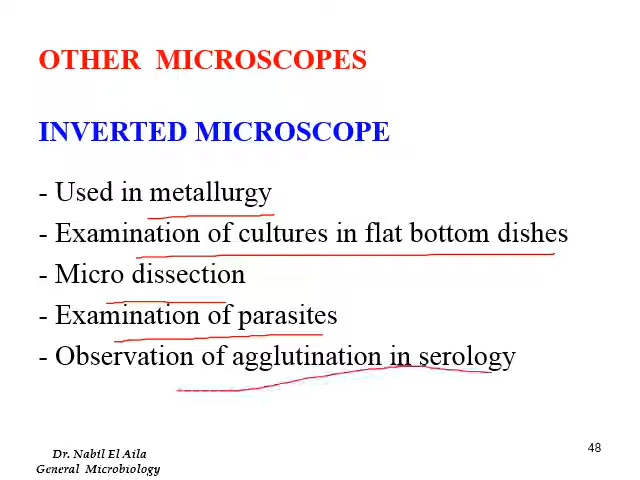 OTHER MICROSCOPES
INVERTED MICROSCOPE
- Used in metallurgy
- Examination of cultures in flat bottom dishes
- Micro dissection
- Examination of parasites
- Observation of agglutination in serology
Dr. Nabil El Aila
General Microbiology
48